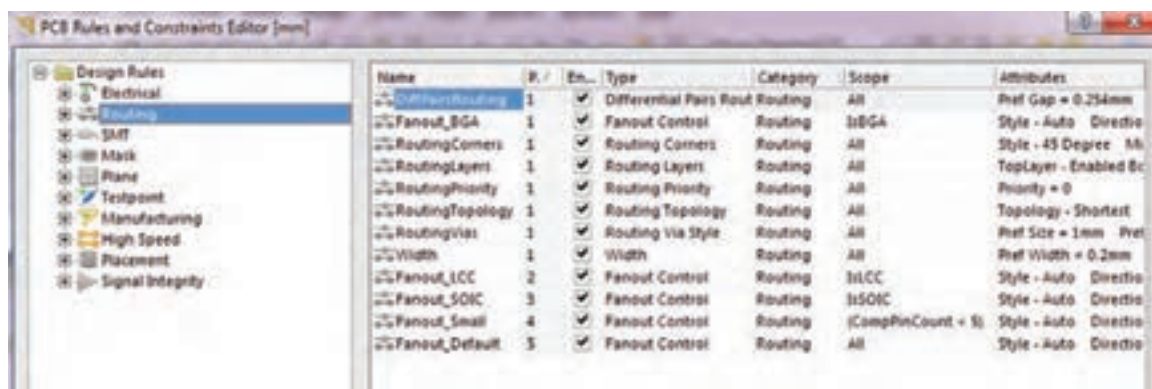 PCB Rules and Constraints Editor [mm]
Design Rules
Electrical
Routing
SMT
Mask
Plane
Testpoint
Manufacturing
High Speed
Placement
Signal Integrity
Name P. / En... Type Category Scope Attributes
DiffPairsRouting 1 Differential Pairs Rout Routing All Pref Gap = 0.254mm
Fanout_BGA 1 Fanout Control Routing IsBGA Style - Auto Directio
RoutingCorners 1 Routing Corners Routing All Style - 45 Degree Mi
RoutingLayers 1 Routing Layers Routing All TopLayer - Enabled Bo
RoutingPriority 1 Routing Priority Routing All Priority = 0
RoutingTopology 1 Routing Topology Routing All Topology - Shortest
RoutingVias 1 Routing Via Style Routing All Pref Size = 1mm Pref
Width 1 Width Routing All Pref Width = 0.2mm
Fanout_LCC 2 Fanout Control Routing IsLCC Style - Auto Directio
Fanout_SOIC 3 Fanout Control Routing IsSOIC Style - Auto Directio
Fanout_Small 4 Fanout Control Routing (CompPinCount < 5) Style - Auto Directio
Fanout_Default 5 Fanout Control Routing All Style - Auto Directio